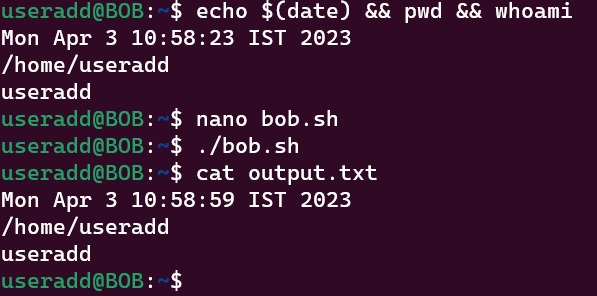 useradd@BOB:~$ echo $(date) && pwd && whoami
Mon Apr 3 10:58:23 IST 2023
/home/useradd
useradd
useradd@BOB:~$ nano bob.sh
useradd@BOB:~$ ./bob.sh
useradd@BOB:~$ cat output.txt
Mon Apr 3 10:58:59 IST 2023
/home/useradd
useradd
useradd@BOB:~$